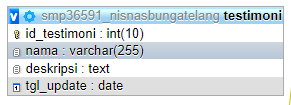 v smp36591_nisnasbungatelang testimoni
id_testimoni : int(10)
nama : varchar(255)
deskripsi : text
tgl_update : date